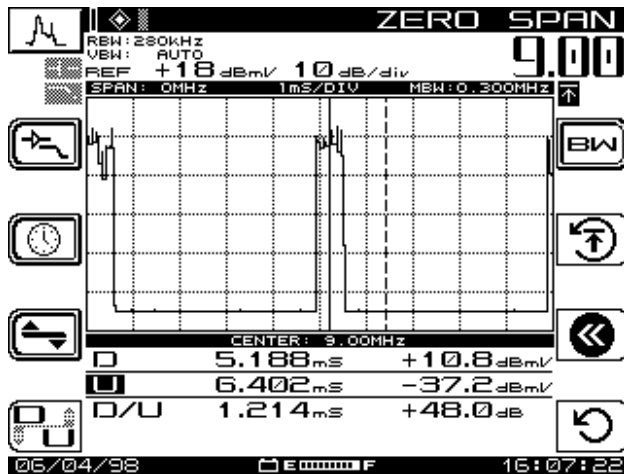 ZERO SPAN
RBW:280kHz
VBW: AUTO
9.00
REF +18 dBmV 10 dB/div
SPAN: 0MHz 1mS/DIV MBW:0.300MHz
BW
CENTER: 9.00MHz
D 5.188ms +10.8dBmV
U 6.402ms -37.2dBmV
D/U 1.214ms +48.0dB
D
U
06/04/98 E F 16:07:22